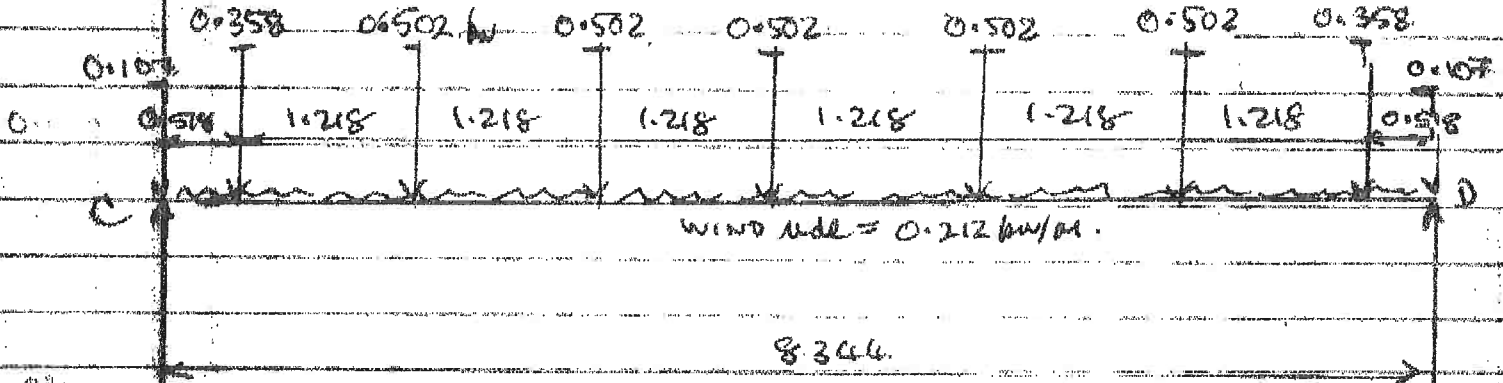 0.358 0.502 kN 0.502 0.502 0.502 0.502 0.358
0.107 0.107
0.518 1.218 1.218 1.218 1.218 1.218 1.218 0.518
C D
WIND udl = 0.212 kN/m.
8.344.